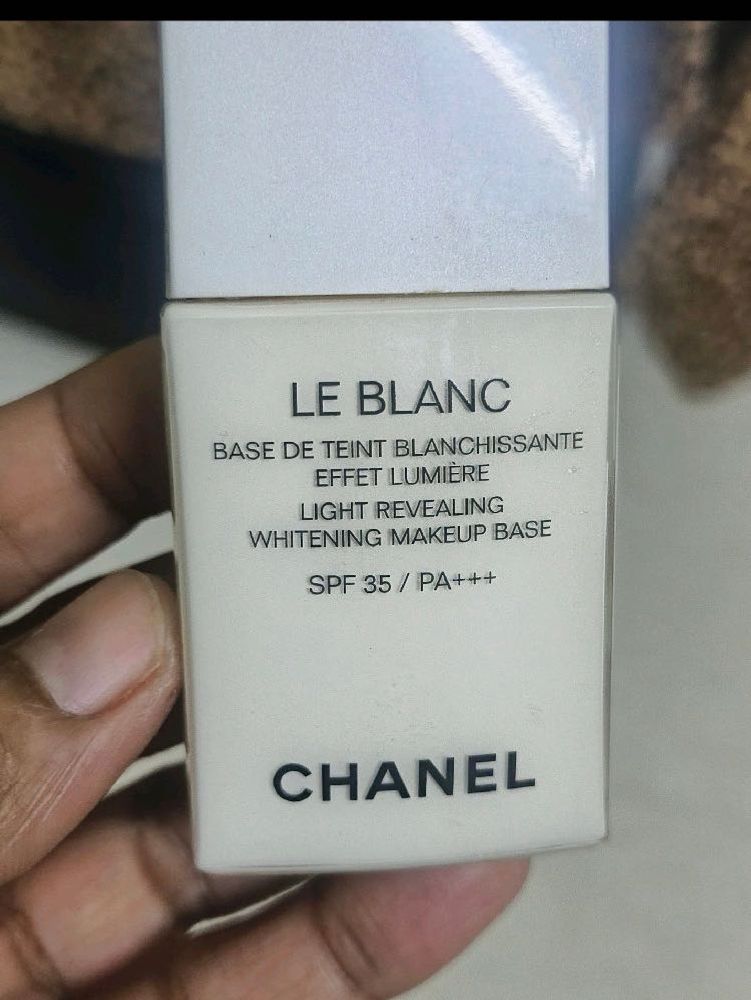 LE BLANC
BASE DE TEINT BLANCHISSANTE
EFFET LUMIÈRE
LIGHT REVEALING
WHITENING MAKEUP BASE
SPF 35 / PA+++
CHANEL